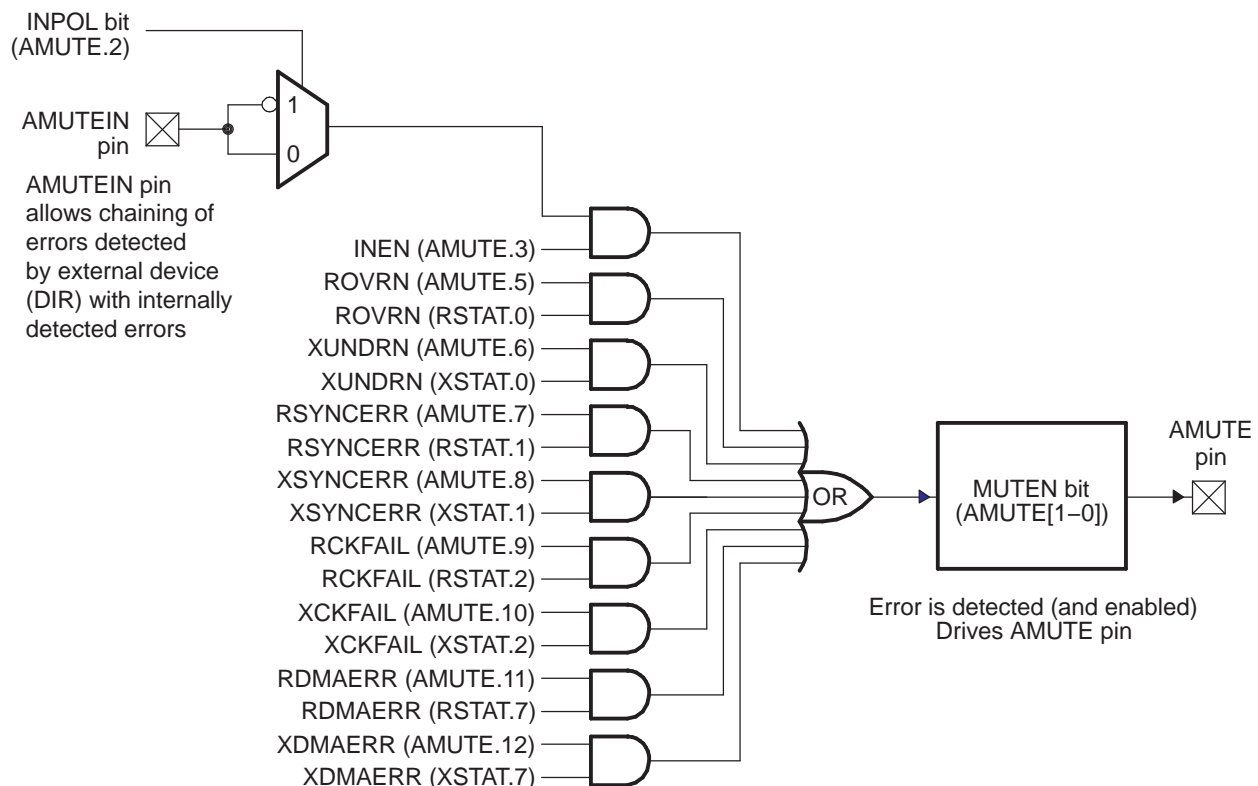 INPOL bit
(AMUTE.2)
1
AMUTEIN
pin
0
AMUTEIN pin
allows chaining of
errors detected
by external device
(DIR) with internally
detected errors
INEN (AMUTE.3)
ROVRN (AMUTE.5)
ROVRN (RSTAT.0)
XUNDRN (AMUTE.6)
XUNDRN (XSTAT.0)
RSYNCERR (AMUTE.7)
RSYNCERR (RSTAT.1)
XSYNCERR (AMUTE.8)
XSYNCERR (XSTAT.1)
RCKFAIL (AMUTE.9)
RCKFAIL (RSTAT.2)
XCKFAIL (AMUTE.10)
XCKFAIL (XSTAT.2)
RDMAERR (AMUTE.11)
RDMAERR (RSTAT.7)
XDMAERR (AMUTE.12)
XDMAERR (XSTAT.7)
OR
MUTEN bit
(AMUTE[1–0])
AMUTE
pin
Error is detected (and enabled)
Drives AMUTE pin